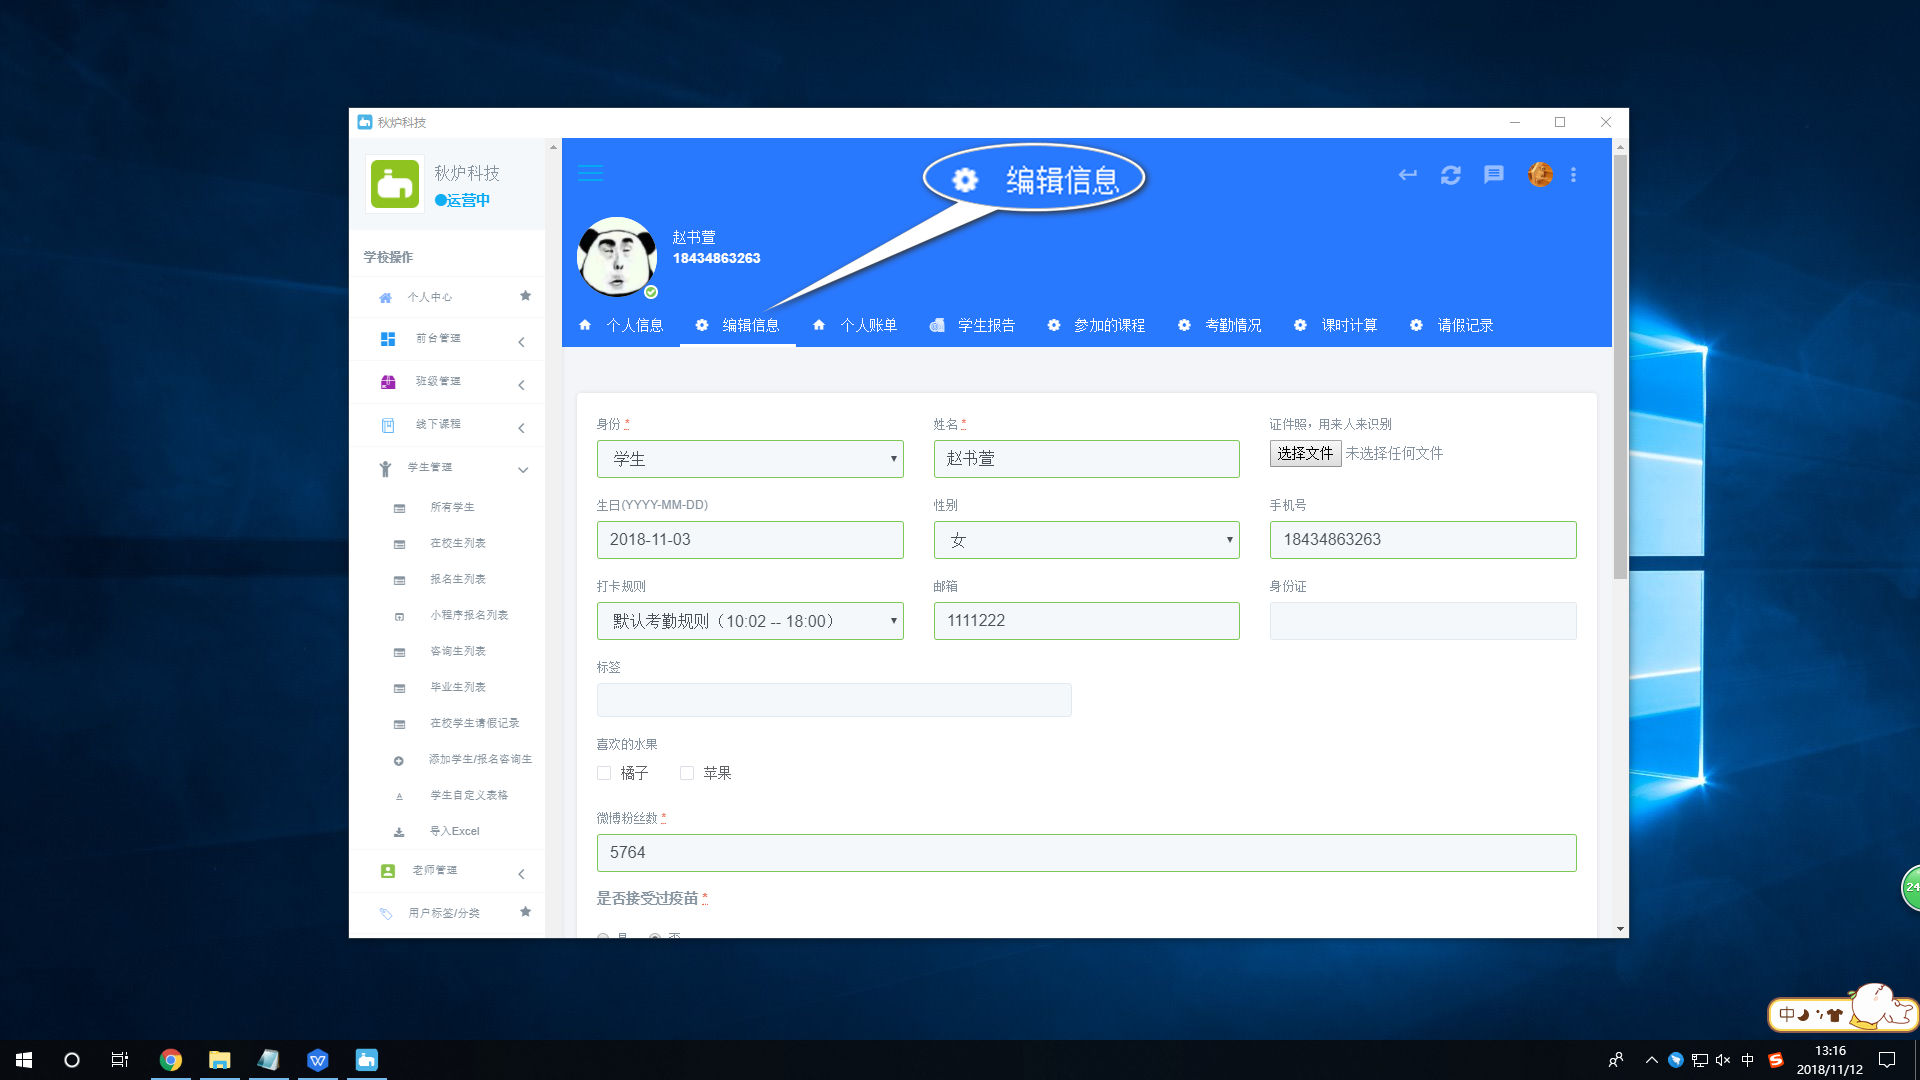 秋炉科技
秋炉科技
运营中
学校操作
个人中心
前台管理
班级管理
线下课程
学生管理
所有学生
在校生列表
报名生列表
小程序报名列表
咨询生列表
毕业生列表
在校学生请假记录
添加学生/报名咨询生
学生自定义表格
导入Excel
老师管理
用户标签/分类
编辑信息
赵书萱
18434863263
个人信息 编辑信息 个人账单 学生报告 参加的课程 考勤情况 课时计算 请假记录
身份 * 姓名 * 证件照，用来人来识别
学生 赵书萱 选择文件 未选择任何文件
生日(YYYY-MM-DD) 性别 手机号
2018-11-03 女 18434863263
打卡规则 邮箱 身份证
默认考勤规则（10:02 -- 18:00） 1111222
标签
喜欢的水果
橘子 苹果
微博粉丝数 *
5764
是否接受过疫苗 *
是 否
24
中
中
13:16
2018/11/12